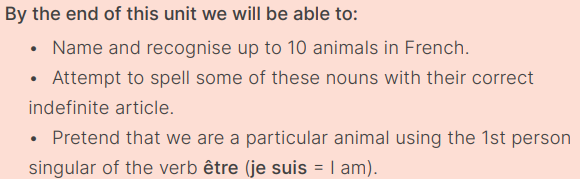 By the end of this unit we will be able to:
• Name and recognise up to 10 animals in French.
• Attempt to spell some of these nouns with their correct
indefinite article.
• Pretend that we are a particular animal using the 1st person
singular of the verb être (je suis = I am).